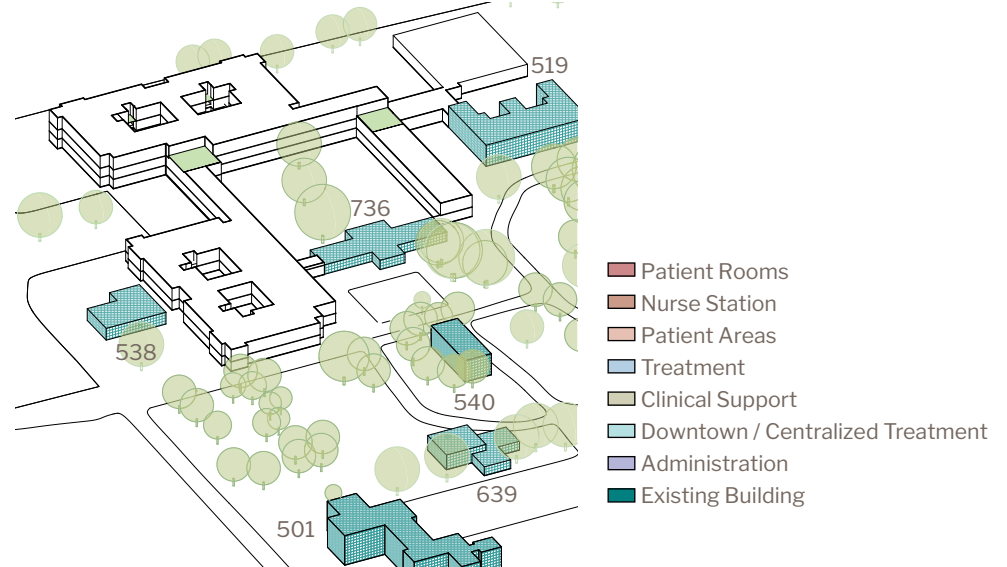 519
736
538
540
639
501
Patient Rooms
Nurse Station
Patient Areas
Treatment
Clinical Support
Downtown / Centralized Treatment
Administration
Existing Building